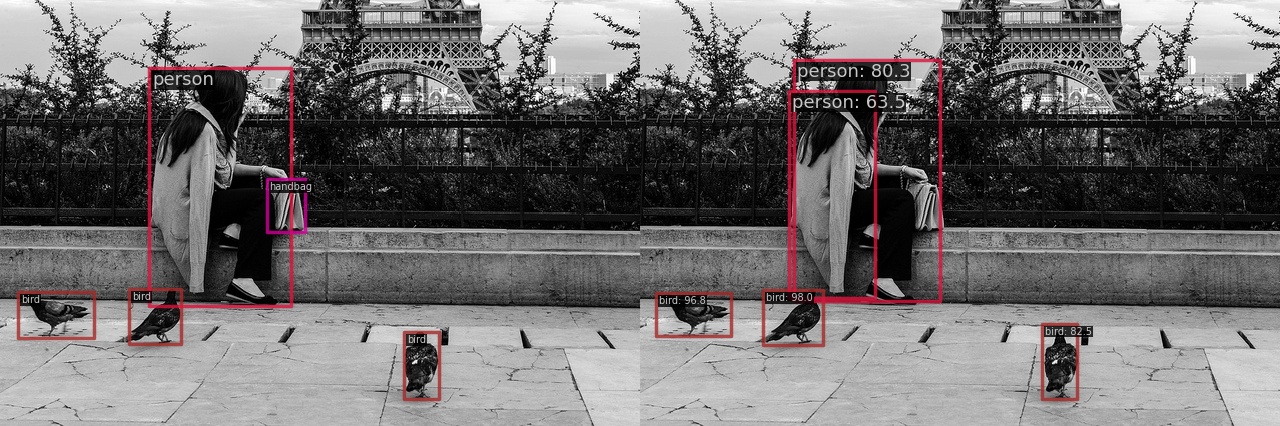 person
handbag
bird
bird
bird
person: 80.3
person: 63.5
bird: 96.8
bird: 98.0
bird: 82.5